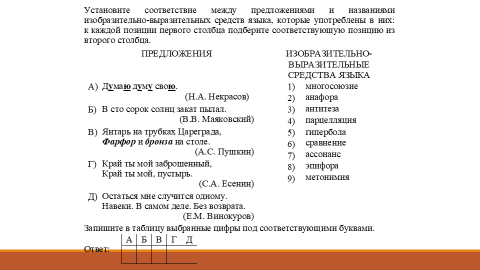 Установите соответствие между предложениями и названиями
изобразительно-выразительных средств языка, которые употреблены в них:
к каждой позиции первого столбца подберите соответствующую позицию из
второго столбца.
ПРЕДЛОЖЕНИЯ
А) Думаю думу свою.
(Н.А. Некрасов)
Б) В сто сорок солнц закат пылал.
(В.В. Маяковский)
В) Янтарь на трубках Цареграда,
Фарфор и бронза на столе.
(А.С. Пушкин)
Г) Край ты мой заброшенный,
Край ты мой, пустырь.
(С.А. Есенин)
Д) Остаться мне случится одному.
Навеки. В самом деле. Без возврата.
(Е.М. Винокуров)
ИЗОБРАЗИТЕЛЬНО-
ВЫРАЗИТЕЛЬНЫЕ
СРЕДСТВА ЯЗЫКА
1) многосоюзие
2) анафора
3) антитеза
4) парцелляция
5) гипербола
6) сравнение
7) ассонанс
8) эпифора
9) метонимия
Запишите в таблицу выбранные цифры под соответствующими буквами.
Ответ:
А Б В Г Д